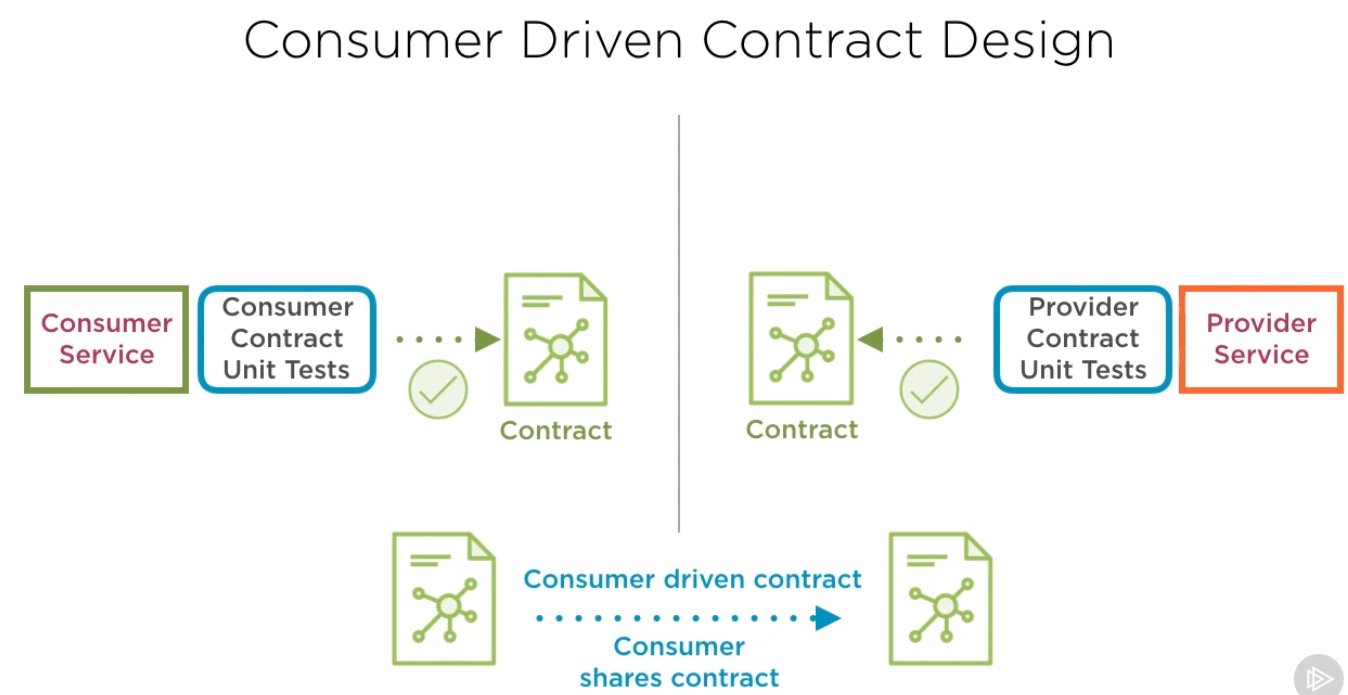 Consumer Driven Contract Design
Consumer
Service
Consumer
Contract
Unit Tests
Contract
Contract
Provider
Contract
Unit Tests
Provider
Service
Consumer driven contract
Consumer
shares contract